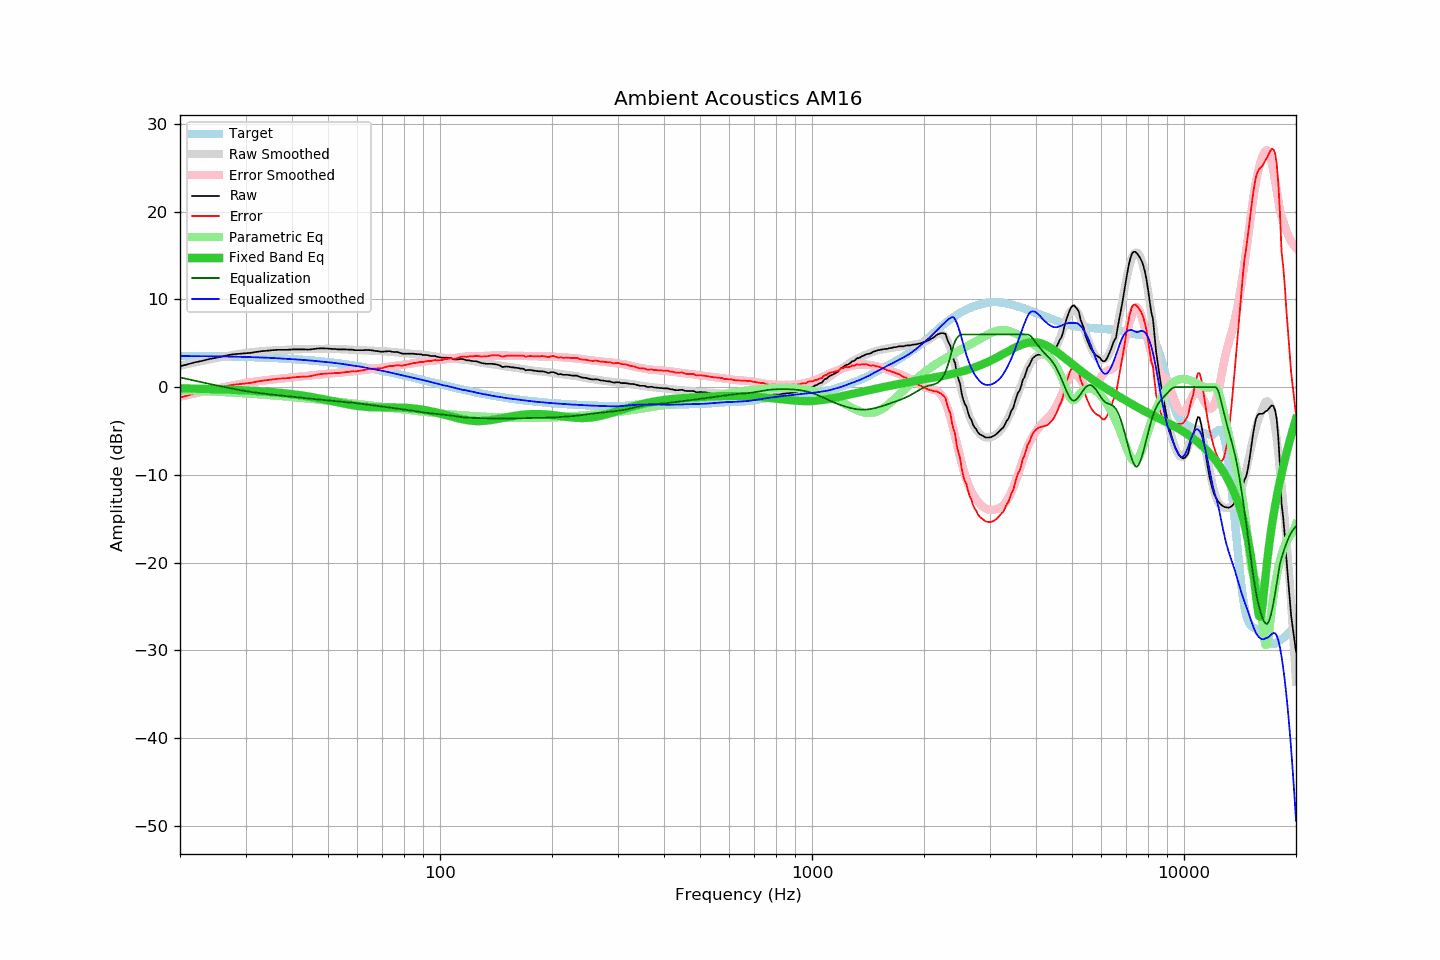 Ambient Acoustics AM16
30
20
10
0
−10
−20
−30
−40
−50
Amplitude (dBr)
Target
Raw Smoothed
Error Smoothed
Raw
Error
Parametric Eq
Fixed Band Eq
Equalization
Equalized smoothed
100
1000
10000
Frequency (Hz)